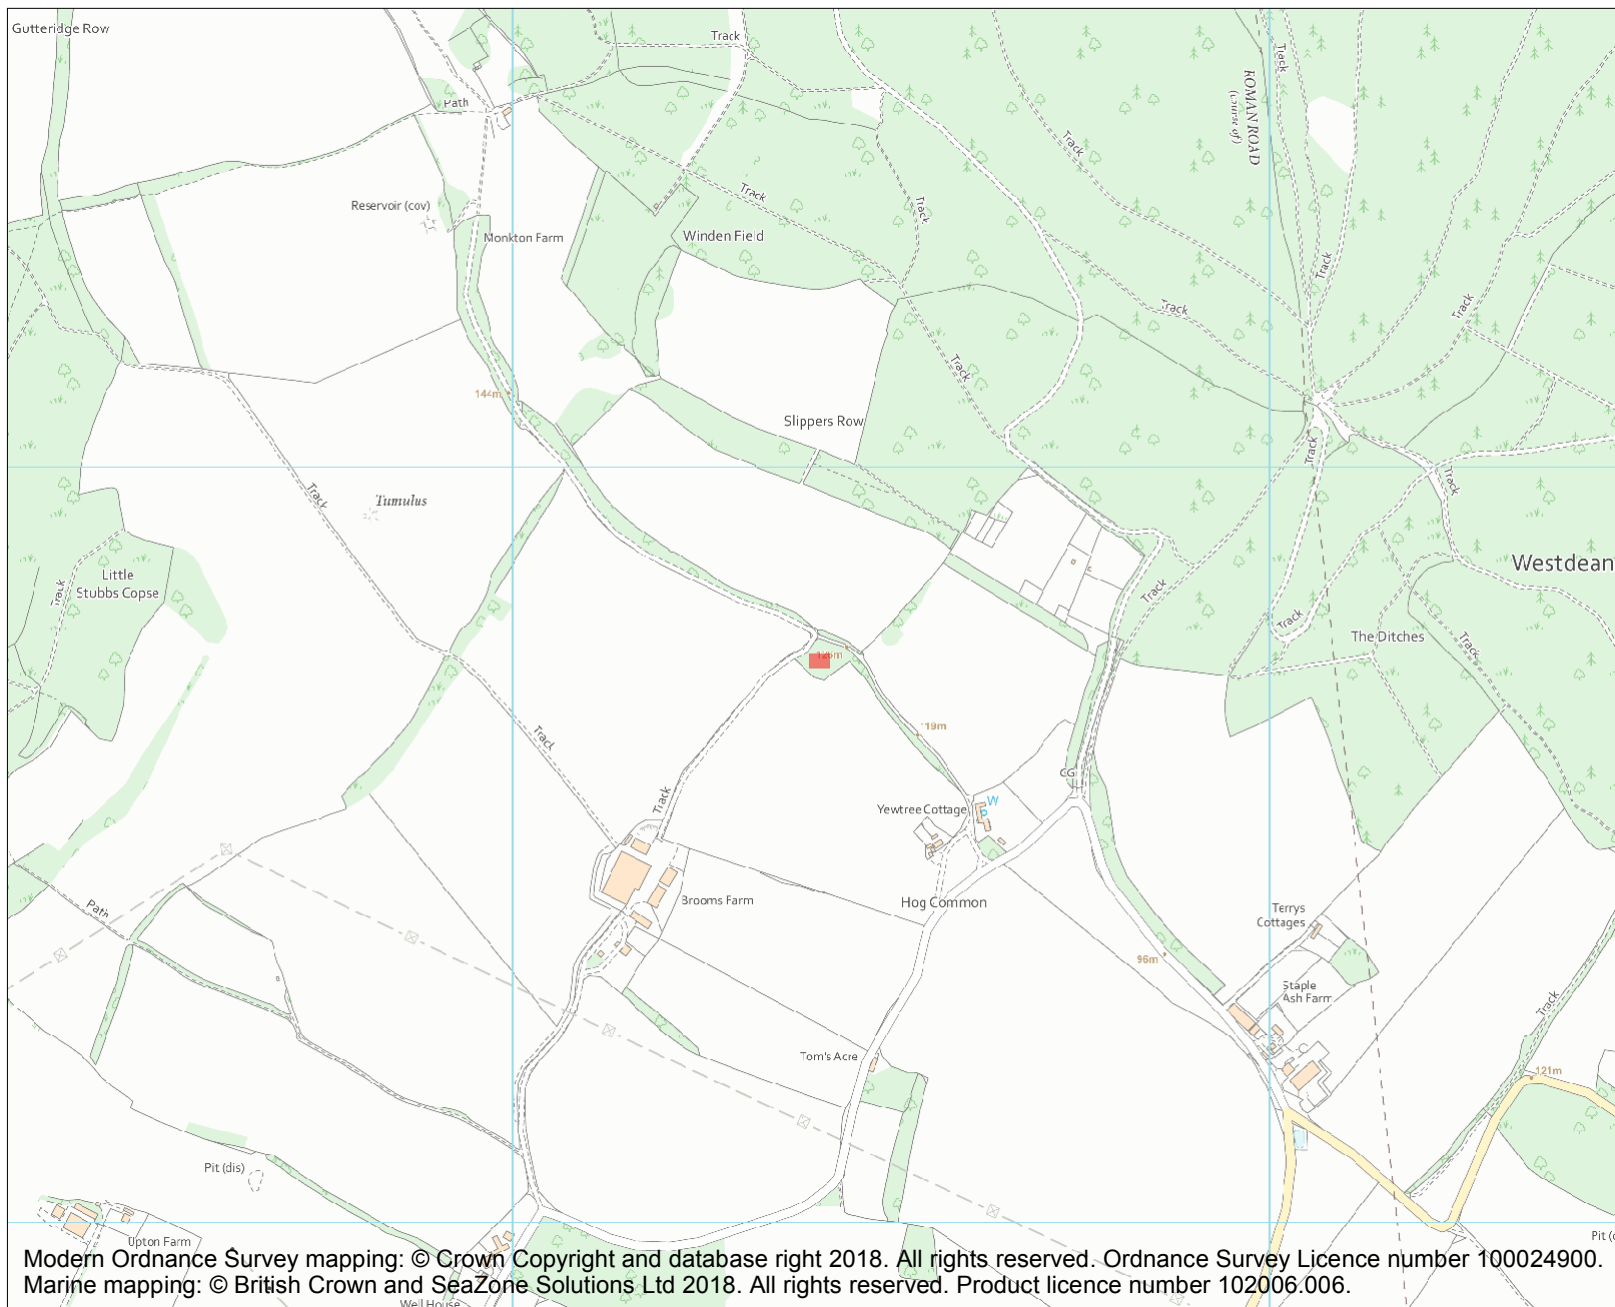 Gutteridge Row
Track
Track
Path
ROMAN ROAD
(course of)
Track
Track
Track
Reservoir (cov)
Monkton Farm
Winden Field
Track
Track
Track
Track
144m
Slippers Row
Track
Track
Track
Tumulus
Track
Westdean
Little
Stubbs Copse
Track
Track
Track
The Ditches
Track
119m
Track
CG
Track
Yewtree Cottage
W
Brooms Farm
Hog Common
Terrys
Cottages
Path
96m
Staple
Ash Farm
Track
Tom's Acre
121m
Pit (dis)
Upton Farm
Modern Ordnance Survey mapping: © Crown Copyright and database right 2018. All rights reserved. Ordnance Survey Licence number 100024900.
Marine mapping: © British Crown and SeaZone Solutions Ltd 2018. All rights reserved. Product licence number 102006.006.
Well House